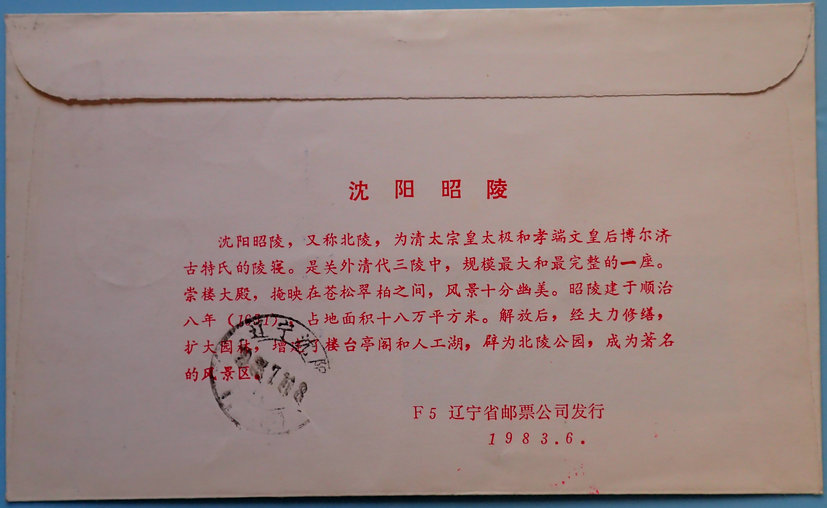 沈阳昭陵
沈阳昭陵，又称北陵，为清太宗皇太极和孝端文皇后博尔济
古特氏的陵寝。是关外清代三陵中，规模最大和最完整的一座。
崇楼大殿，掩映在苍松翠柏之间，风景十分幽美。昭陵建于顺治
八年（1651）占地面积十八万平方米。解放后，经大力修缮，
扩大园林，增 了楼台亭阁和人工湖，辟为北陵公园，成为著名
的风景区。
辽宁沈阳
F5 辽宁省邮票公司发行
1983.6.